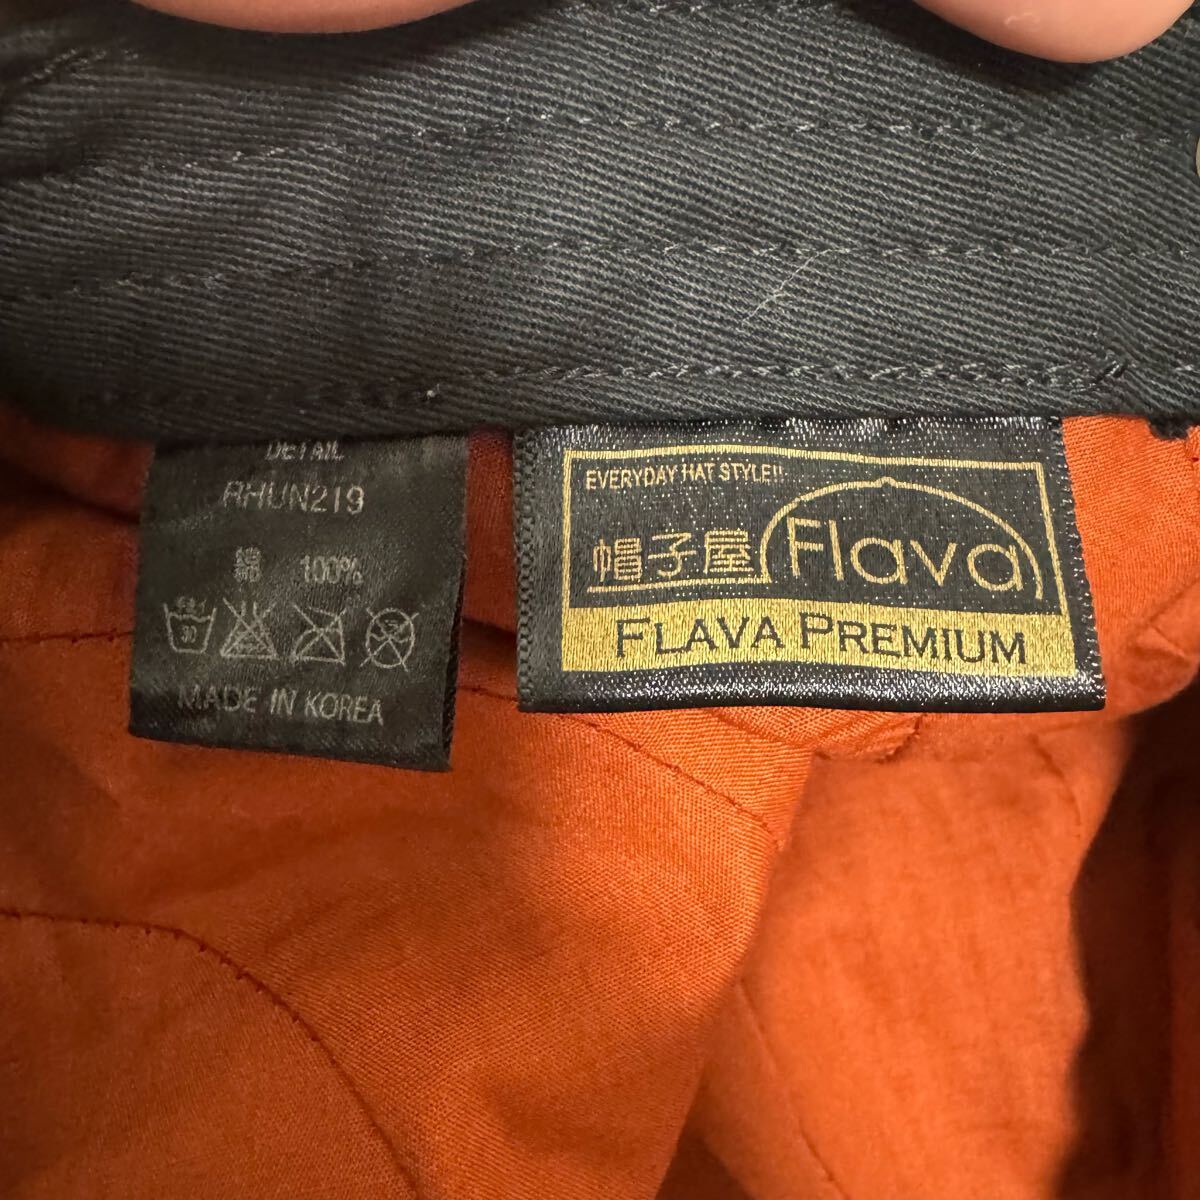 DETAIL
RHUN219
綿 100%
30
MADE IN KOREA
EVERYDAY HAT STYLE!!
帽子屋 Flava
FLAVA PREMIUM